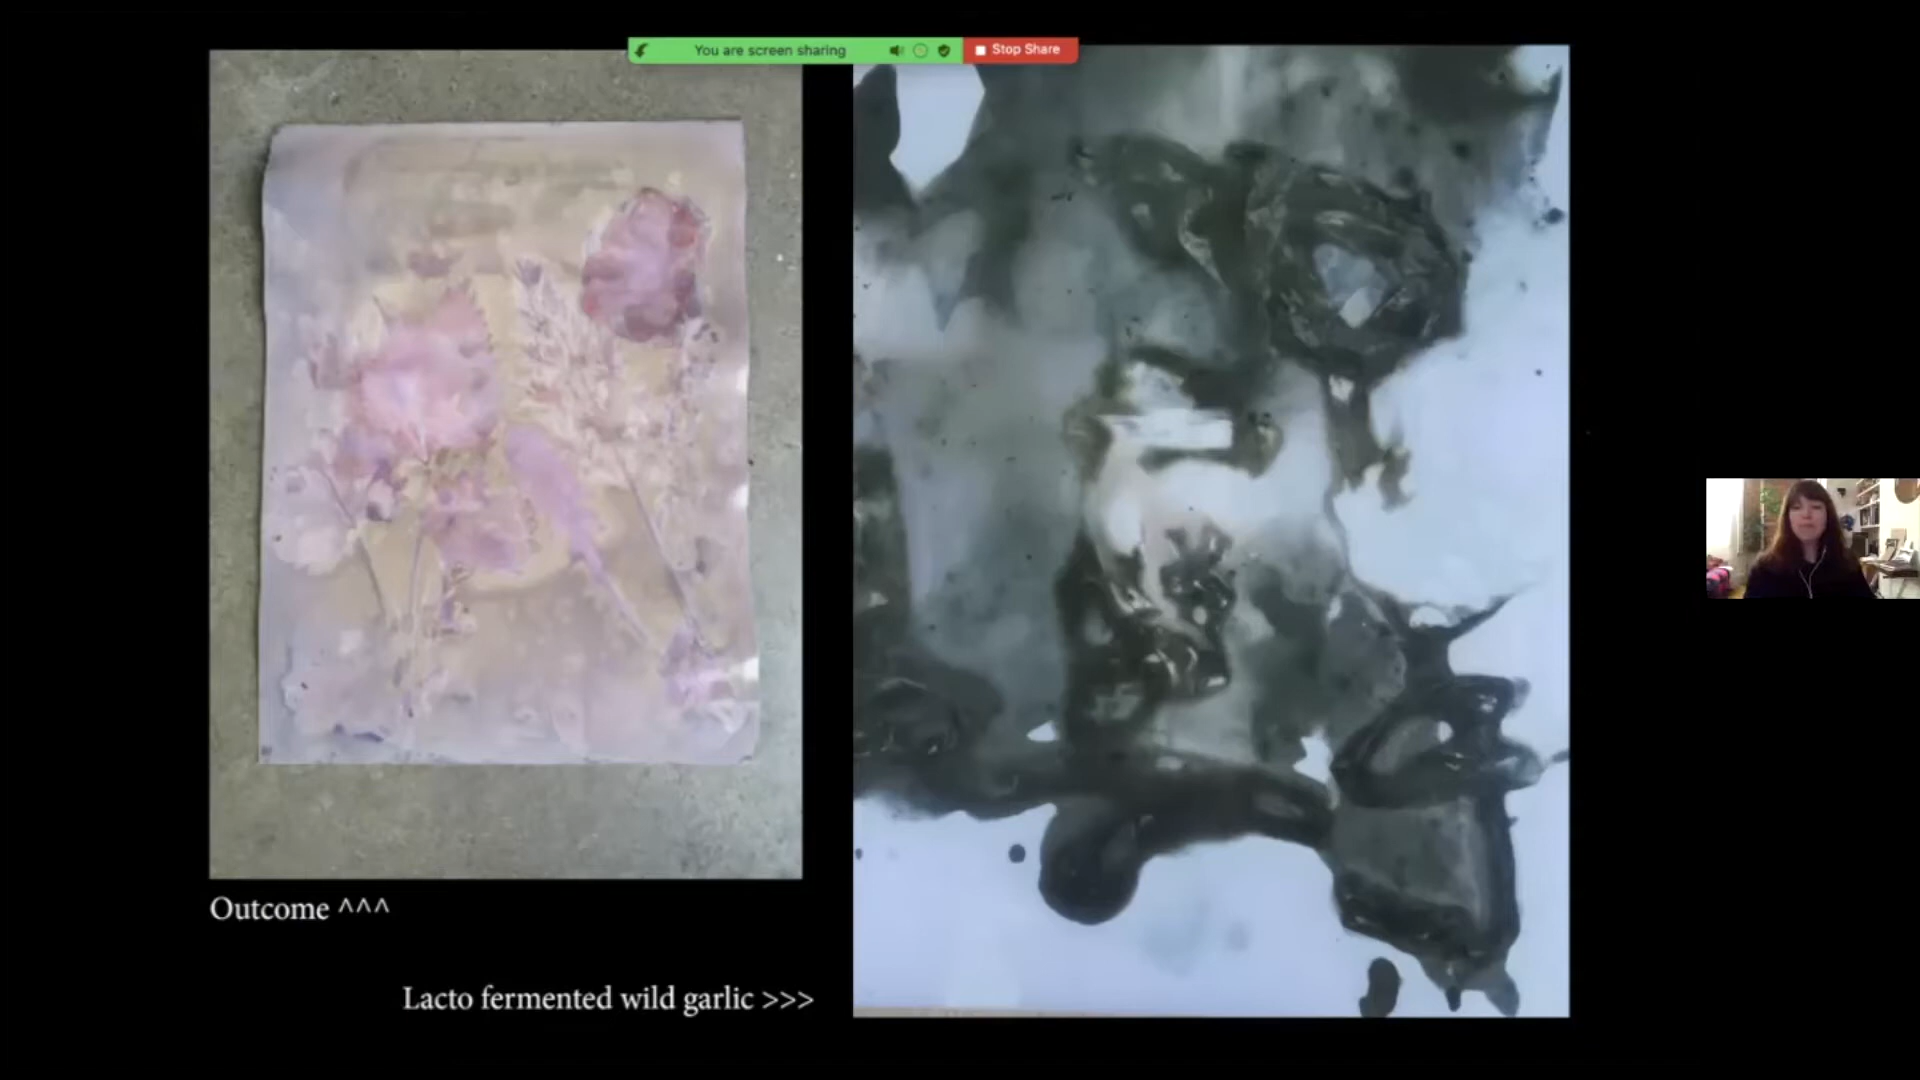 You are screen sharing
Stop Share
Outcome ^^^
Lacto fermented wild garlic >>>